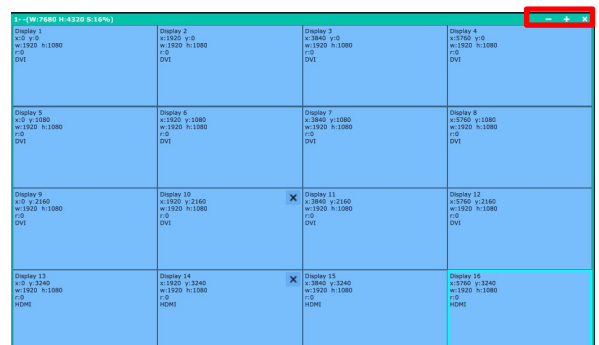 1--(W:7680 H:4320 S:16%) − + ×
Display 1
x:0 y:0
w:1920 h:1080
r:0
DVI
Display 2
x:1920 y:0
w:1920 h:1080
r:0
DVI
Display 3
x:3840 y:0
w:1920 h:1080
r:0
DVI
Display 4
x:5760 y:0
w:1920 h:1080
r:0
DVI
Display 5
x:0 y:1080
w:1920 h:1080
r:0
DVI
Display 6
x:1920 y:1080
w:1920 h:1080
r:0
DVI
Display 7
x:3840 y:1080
w:1920 h:1080
r:0
DVI
Display 8
x:5760 y:1080
w:1920 h:1080
r:0
DVI
Display 9
x:0 y:2160
w:1920 h:1080
r:0
DVI
Display 10
x:1920 y:2160
w:1920 h:1080
r:0
DVI
Display 11
x:3840 y:2160
w:1920 h:1080
r:0
DVI
Display 12
x:5760 y:2160
w:1920 h:1080
r:0
DVI
Display 13
x:0 y:3240
w:1920 h:1080
r:0
HDMI
Display 14
x:1920 y:3240
w:1920 h:1080
r:0
HDMI
Display 15
x:3840 y:3240
w:1920 h:1080
r:0
HDMI
Display 16
x:5760 y:3240
w:1920 h:1080
r:0
HDMI